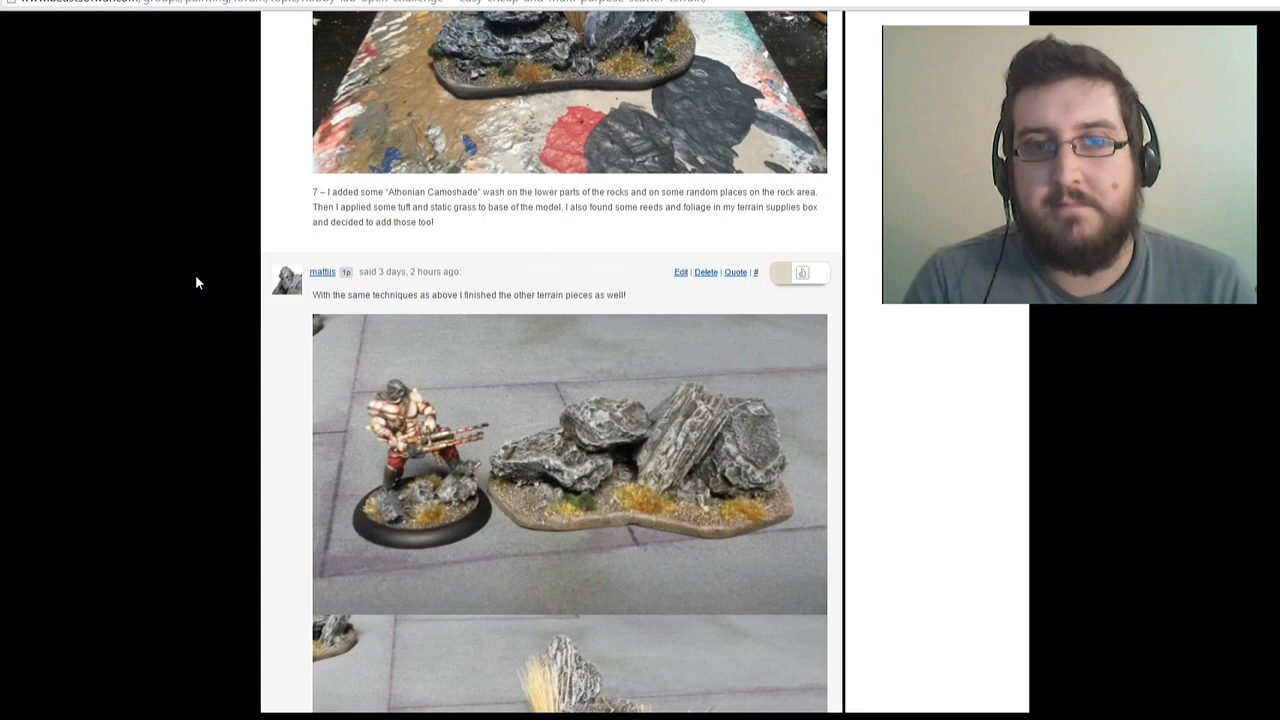 7 – I added some “Athonian Camoshade” wash on the lower parts of the rocks and on some random places on the rock area.
Then I applied some tuft and static grass to base of the model. I also found some reeds and foliage in my terrain supplies box
and decided to add those too!
mattijs 1p said 3 days, 2 hours ago: Edit | Delete | Quote | #
With the same techniques as above I finished the other terrain pieces as well!